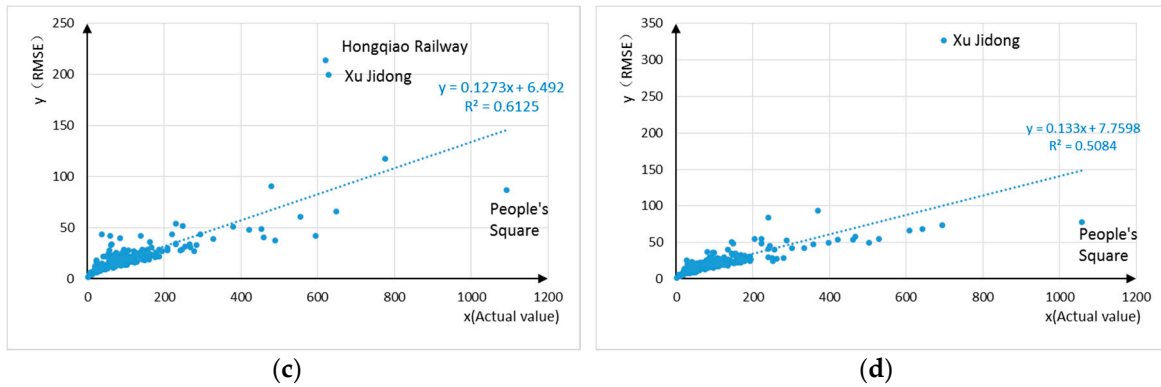 250
200
150
100
50
0
0
200
400
600
800
1000
1200
y（RMSE）
x(Actual value)
Hongqiao Railway
Xu Jidong
y = 0.1273x + 6.492
R² = 0.6125
People's
Square
(c)
350
300
250
200
150
100
50
0
0
200
400
600
800
1000
1200
y（RMSE）
x(Actual value)
Xu Jidong
y = 0.133x + 7.7598
R² = 0.5084
People's
Square
(d)